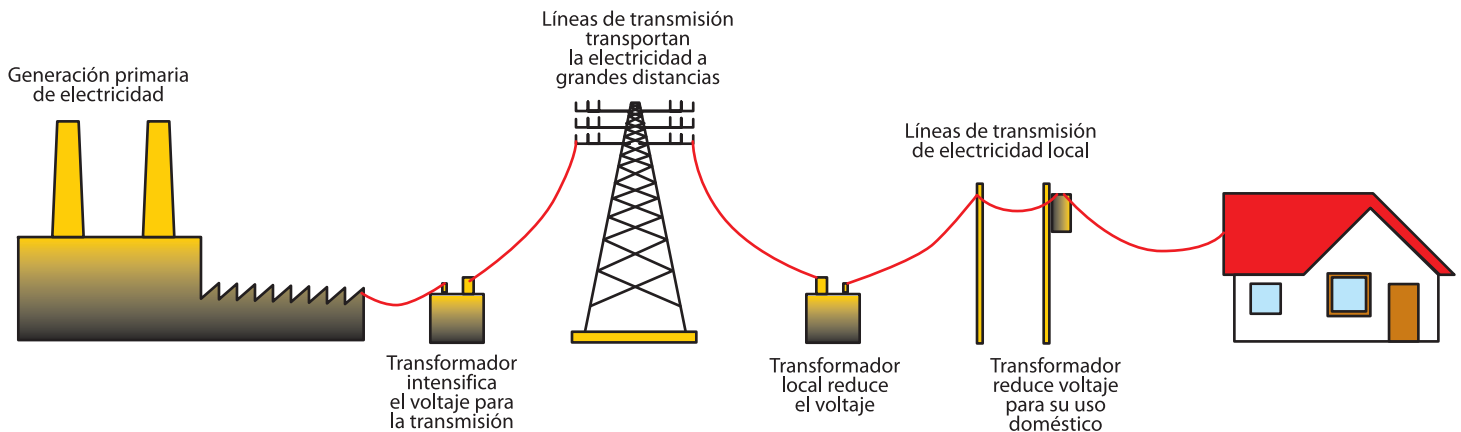 Generación primaria
de electricidad
Transformador
intensifica
el voltaje para
la transmisión
Líneas de transmisión
transportan
la electricidad a
grandes distancias
Transformador
local reduce
el voltaje
Líneas de transmisión
de electricidad local
Transformador
reduce voltaje
para su uso
doméstico